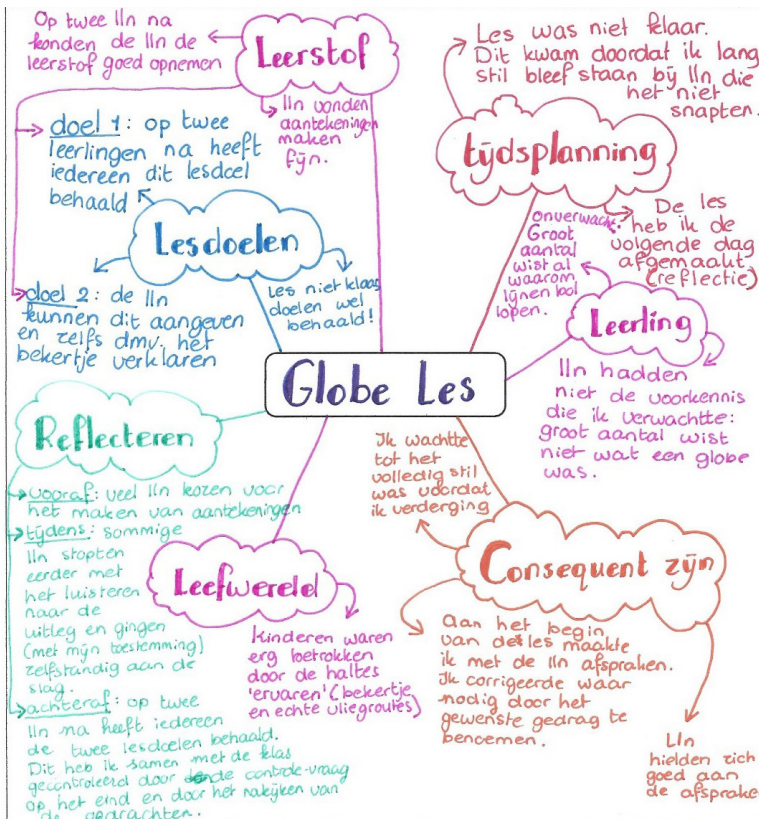 Globe Les
Leerstof
Op twee lln na
konden de lln de
leerstof goed opnemen
lln vonden
aantekeningen
maken
fijn.
Lesdoelen
doel 1: op twee
leerlingen na heeft
iedereen dit lesdoel
behaald
doel 2: de lln
kunnen dit aangeven
en zelfs dmv. het
bekertje verklaren
Les niet klaar,
doelen wel
behaald!
tijdsplanning
Les was niet klaar.
Dit kwam doordat ik lang
stil bleef staan bij lln die
het niet
snapten.
De les
heb ik de
volgende dag
afgemaakt
(reflectie)
Leerling
onverwacht:
Groot
aantal
wist al
waarom
lijnen bol
lopen.
lln hadden
niet de voorkennis
die ik verwachtte:
groot aantal wist
niet wat een globe
was.
Reflecteren
vooraf: veel lln kozen voor
het maken van aantekeningen
tijdens: sommige
lln stopten
eerder met
het luisteren
naar de
uitleg en gingen
(met mijn toestemming)
zelfstandig aan de
slag.
achteraf: op twee
lln na heeft iedereen
de twee lesdoelen behaald.
Dit heb ik samen met de klas
gecontroleerd door de controle-vraag
op het eind en door het nakijken van
de opdrachten.
Leefwereld
Kinderen waren
erg betrokken
door de haltes
'ervaren' (bekertje
en echte vliegroutes)
Consequent zijn
Ik wachtte
tot het
volledig stil
was voordat
ik verderging
Aan het begin
van de les maakte
ik met de lln afspraken.
Ik corrigeerde waar
nodig door het
gewenste gedrag te
benoemen.
Lln
hielden zich
goed aan
de afspraken